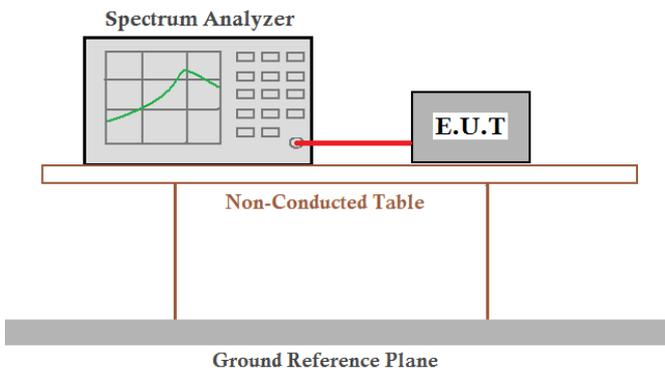 Spectrum Analyzer
E.U.T
Non-Conducted Table
Ground Reference Plane